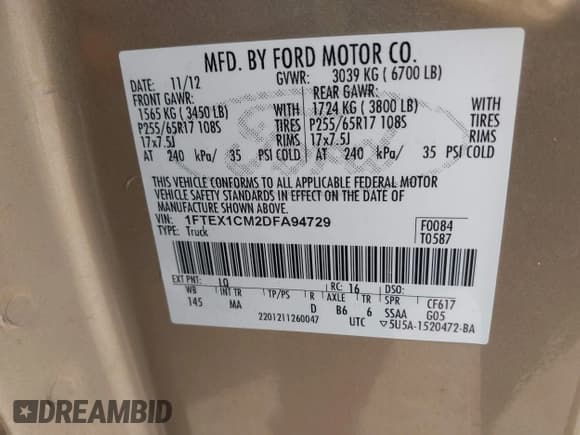 MFD. BY FORD MOTOR CO.
DATE: 11/12 GVWR: 3039 KG ( 6700 LB)
FRONT GAWR: REAR GAWR:
1565 KG ( 3450 LB) WITH 1724 KG ( 3800 LB) WITH
P255/65R17 108S TIRES P255/65R17 108S TIRES
17x7.5J RIMS 17x7.5J RIMS
AT 240 kPa/ 35 PSI COLD AT 240 kPa/ 35 PSI COLD
THIS VEHICLE CONFORMS TO ALL APPLICABLE FEDERAL MOTOR
VEHICLE SAFETY STANDARDS IN EFFECT ON THE DATE OF
MANUFACTURE SHOWN ABOVE.
VIN: 1FTEX1CM2DFA94729 F0084
TYPE: Truck T0587
EXT PNT: LQ RC: 16 DSO:
WB INT TR TP/PS R AXLE TR SPR CF617
145 MA D B6 6 SSAA G05
2201211260047 UTC 5U5A-1520472-BA
DREAMBID